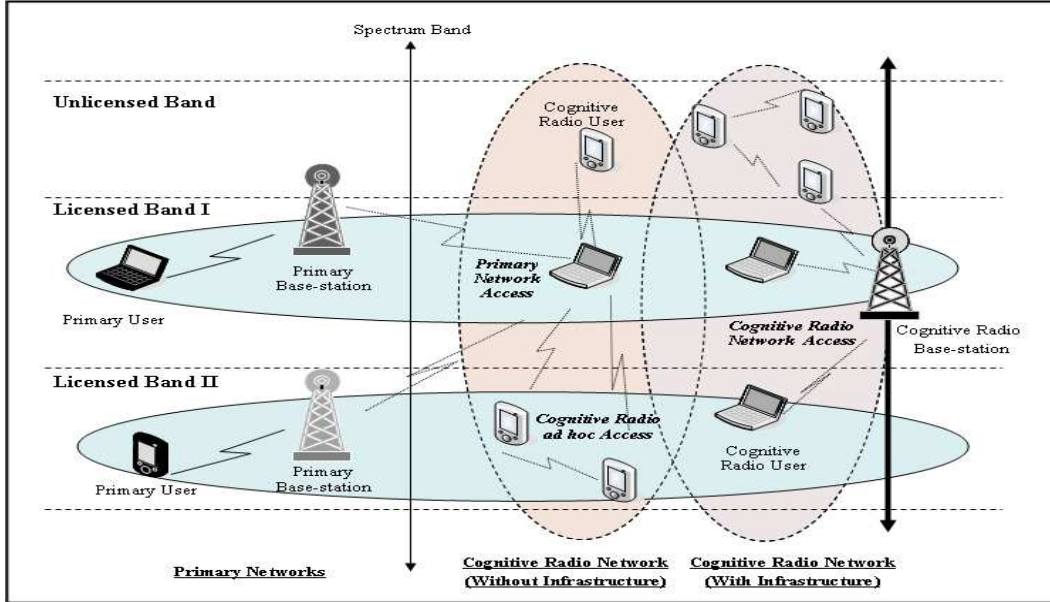 Spectrum Band
Unlicensed Band
Cognitive
Radio User
Licensed Band I
Primary
Base-station
Primary User
Primary
Network
Access
Cognitive Radio
Network Access
Cognitive Radio
Base-station
Licensed Band II
Cognitive Radio
ad hoc Access
Primary
Base-station
Primary User
Cognitive
Radio User
Primary Networks
Cognitive Radio Network
(Without Infrastructure)
Cognitive Radio Network
(With Infrastructure)